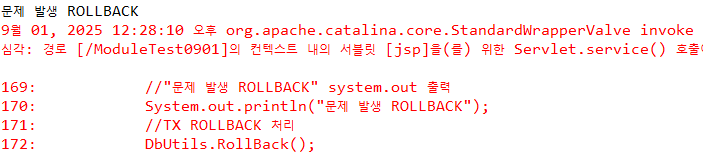 문제 발생 ROLLBACK
9월 01, 2025 12:28:10 오후 org.apache.catalina.core.StandardWrapperValve invoke
심각: 경로 [/ModuleTest0901]의 컨텍스트 내의 서블릿 [jsp]을(를) 위한 Servlet.service() 호출이
169: //"문제 발생 ROLLBACK" system.out 출력
170: System.out.println("문제 발생 ROLLBACK");
171: //TX ROLLBACK 처리
172: DbUtils.RollBack();